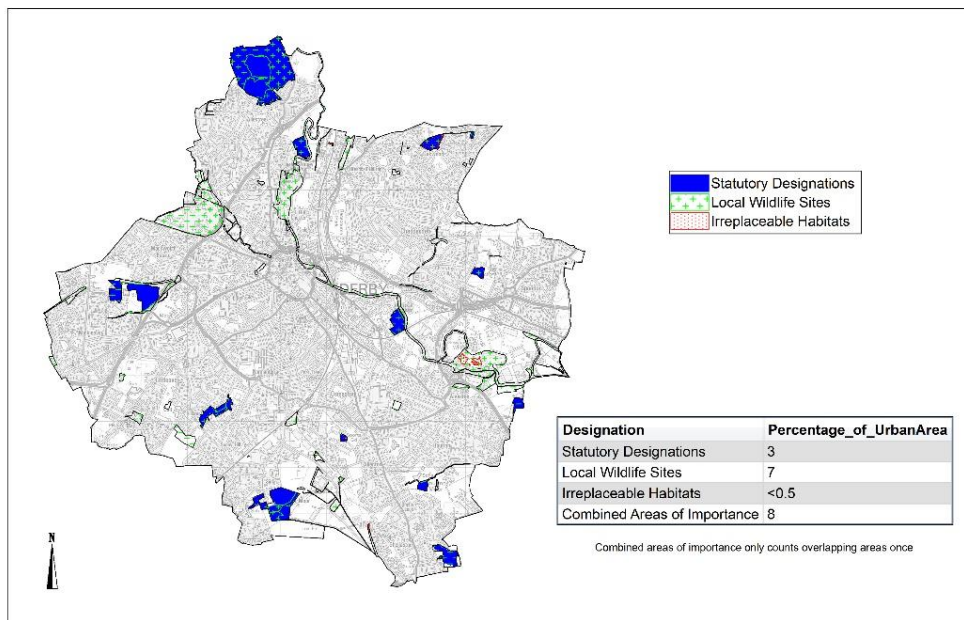 Statutory Designations
Local Wildlife Sites
Irreplaceable Habitats
DERBY
Designation Percentage_of_UrbanArea
Statutory Designations 3
Local Wildlife Sites 7
Irreplaceable Habitats <0.5
Combined Areas of Importance 8
Combined areas of importance only counts overlapping areas once
N